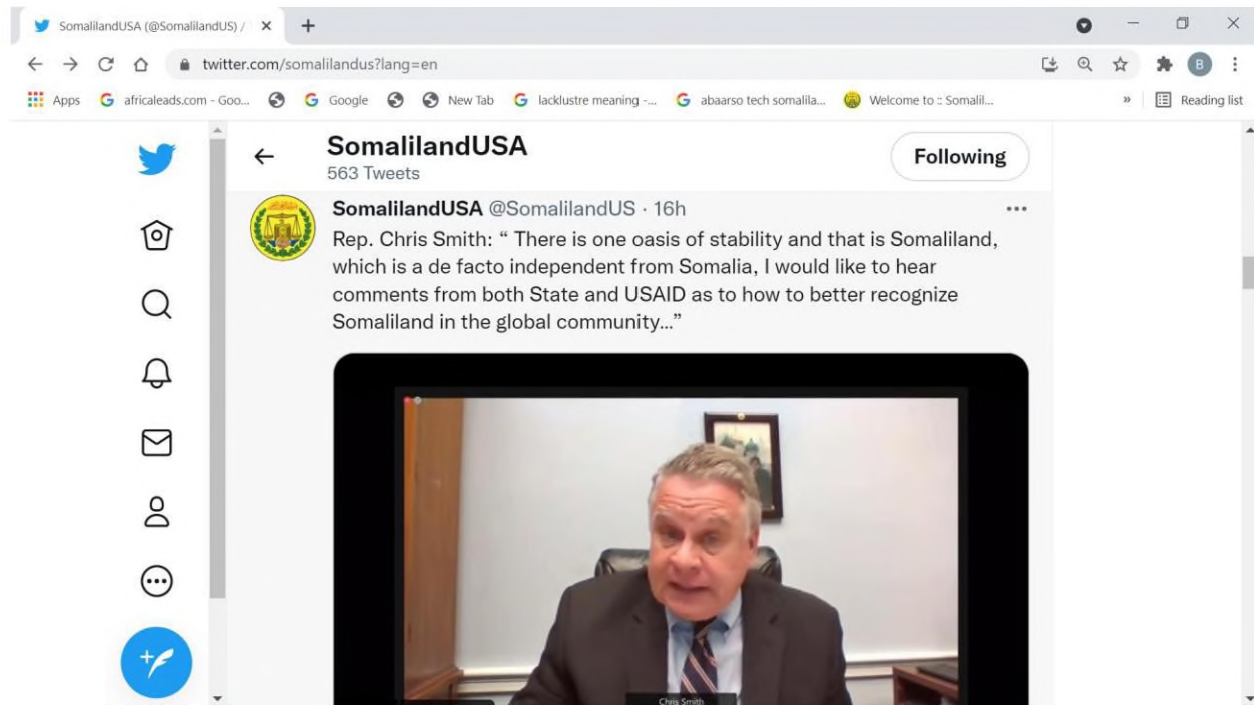 SomalilandUSA (@SomalilandUS) /
twitter.com/somalilandus?lang=en
B
Apps
africaleads.com - Goo...
Google
New Tab
lacklustre meaning -...
abaarso tech somalila...
Welcome to :: Somalil...
»
Reading list
SomalilandUSA
563 Tweets
Following
SomalilandUSA @SomalilandUS · 16h
Rep. Chris Smith: “ There is one oasis of stability and that is Somaliland,
which is a de facto independent from Somalia, I would like to hear
comments from both State and USAID as to how to better recognize
Somaliland in the global community...”
Chris Smith